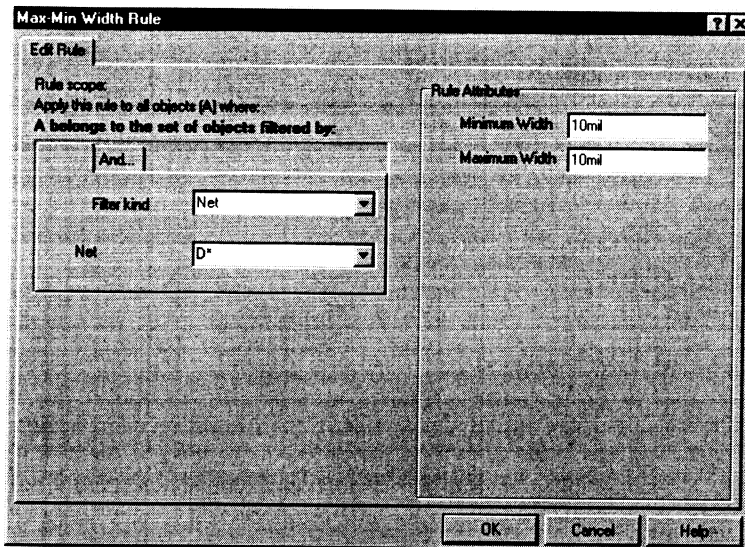 Max-Min Width Rule
Edit Rule
Rule scope:
Apply this rule to all objects (A) where:
A belongs to the set of objects filtered by:
And...
Filter kind
Net
Net
D*
Rule Attributes
Minimum Width
10mil
Maximum Width
10mil
OK
Cancel
Help